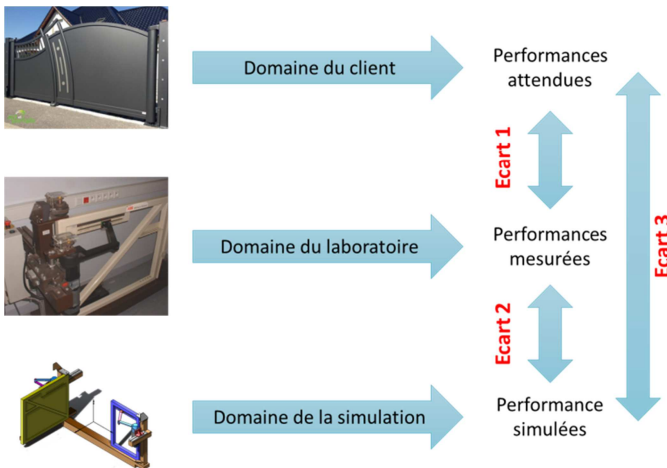 Domaine du client
Performances
attendues
Ecart 1
Domaine du laboratoire
Performances
mesurées
Ecart 3
Ecart 2
Domaine de la simulation
Performance
simulées